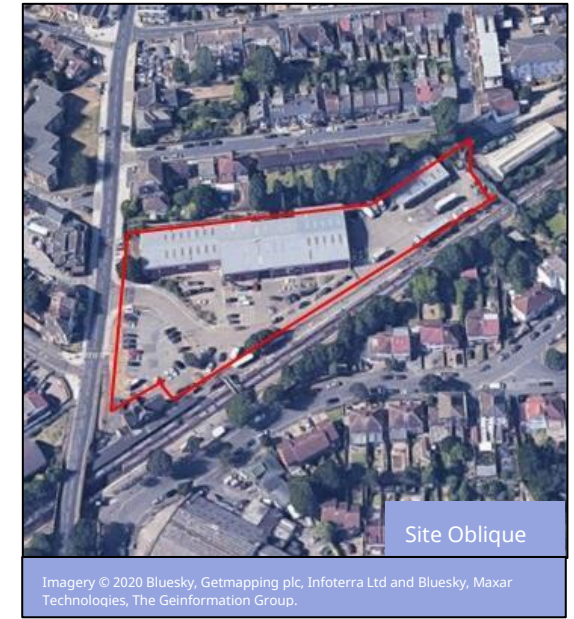 Site Oblique
Imagery © 2020 Bluesky, Getmapping plc, Infoterra Ltd and Bluesky, Maxar
Technologies, The Geinformation Group.